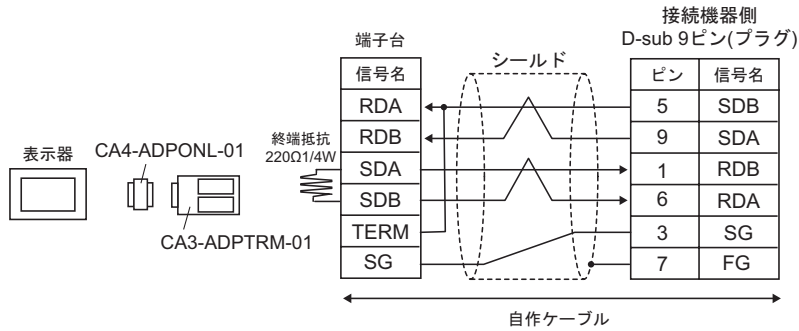 接続機器側
端子台
D-sub 9ピン(プラグ)
シールド
信号名
ピン
信号名
RDA
5
SDB
RDB
9
SDA
表示器
CA4-ADPONL-01
終端抵抗
220Ω1/4W
SDA
1
RDB
SDB
6
RDA
CA3-ADPTRM-01
TERM
3
SG
SG
7
FG
自作ケーブル